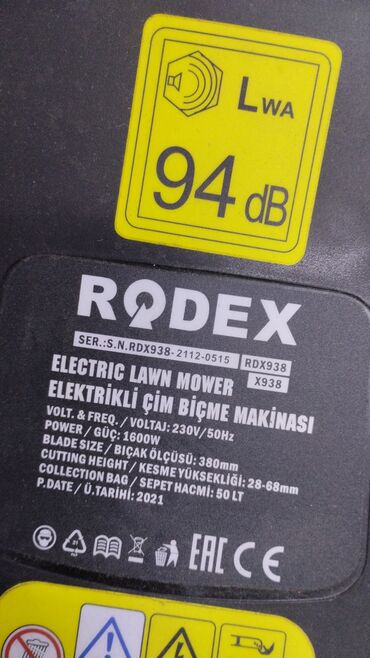 LWA
94 dB
RODEX
SER.:S.N.RDX938-2112-0515 RDX938
X938
ELECTRIC LAWN MOWER
ELEKTRİKLİ ÇİM BİÇME MAKİNASI
VOLT. & FREQ. / VOLTAJ: 230V/50Hz
POWER / GÜÇ: 1600W
BLADE SIZE / BIÇAK ÖLÇÜSÜ: 380mm
CUTTING HEIGHT / KESME YÜKSEKLİĞİ: 28-68mm
COLLECTION BAG / SEPET HACMİ: 50 LT
P.DATE / Ü.TARİHİ: 2021
EAC CE